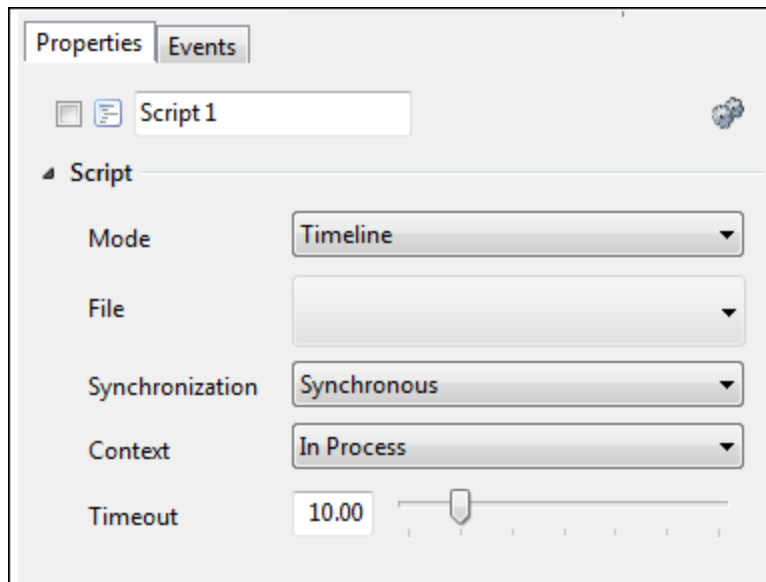 Properties Events
Script 1
Script
Mode Timeline
File
Synchronization Synchronous
Context In Process
Timeout 10.00